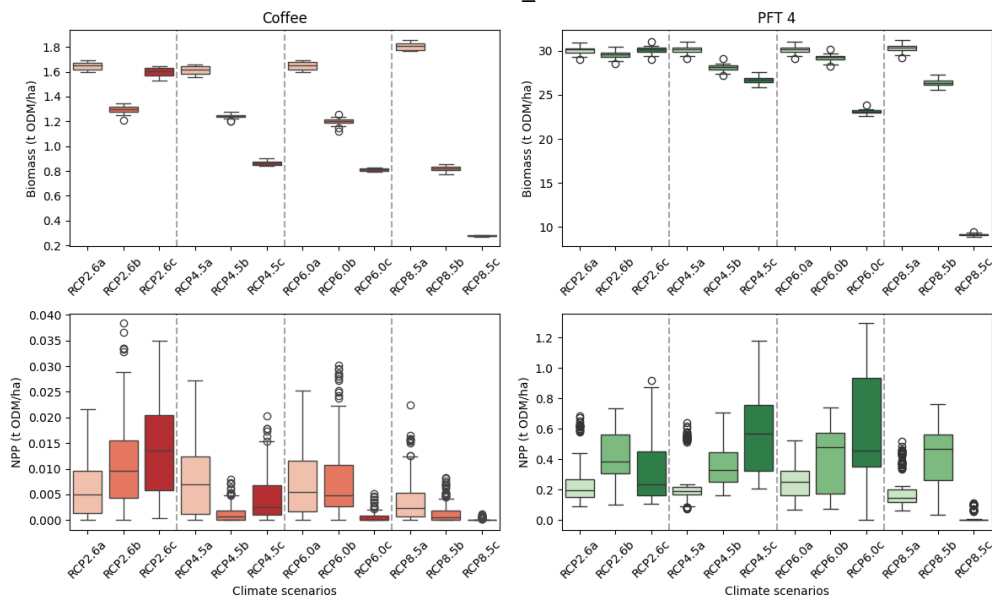 Coffee
PFT 4
Biomass (t ODM/ha)
1.8
1.6
1.4
1.2
1.0
0.8
0.6
0.4
0.2
RCP2.6a RCP2.6b RCP2.6c RCP4.5a RCP4.5b RCP4.5c RCP6.0a RCP6.0b RCP6.0c RCP8.5a RCP8.5b RCP8.5c
Biomass (t ODM/ha)
30
25
20
15
10
RCP2.6a RCP2.6b RCP2.6c RCP4.5a RCP4.5b RCP4.5c RCP6.0a RCP6.0b RCP6.0c RCP8.5a RCP8.5b RCP8.5c
NPP (t ODM/ha)
0.040
0.035
0.030
0.025
0.020
0.015
0.010
0.005
0.000
RCP2.6a RCP2.6b RCP2.6c RCP4.5a RCP4.5b RCP4.5c RCP6.0a RCP6.0b RCP6.0c RCP8.5a RCP8.5b RCP8.5c
Climate scenarios
NPP (t ODM/ha)
1.2
1.0
0.8
0.6
0.4
0.2
0.0
RCP2.6a RCP2.6b RCP2.6c RCP4.5a RCP4.5b RCP4.5c RCP6.0a RCP6.0b RCP6.0c RCP8.5a RCP8.5b RCP8.5c
Climate scenarios